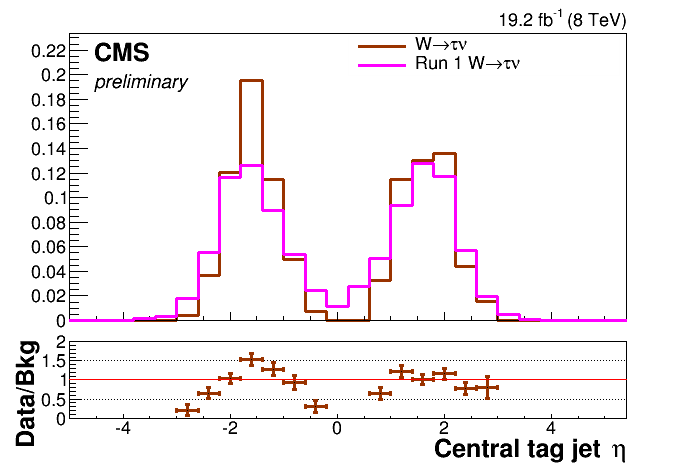 19.2 fb⁻¹ (8 TeV)
CMS
preliminary
W→τν
Run 1 W→τν
0.22
0.2
0.18
0.16
0.14
0.12
0.1
0.08
0.06
0.04
0.02
0
Data/Bkg
2
1.5
1
0.5
0
-4 -2 0 2 4
Central tag jet η